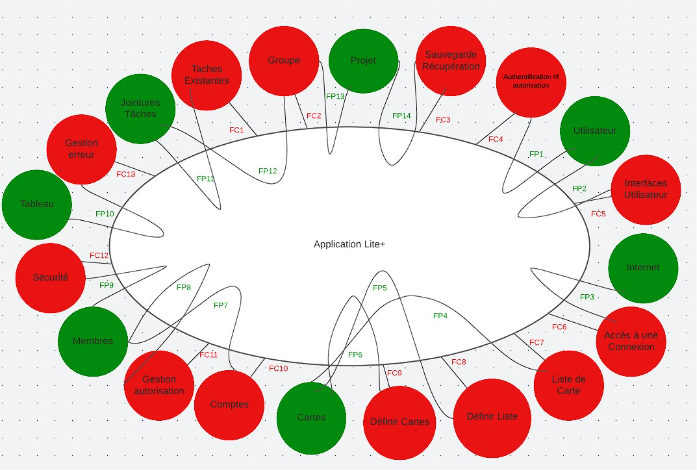 Groupe
Projet
Sauvegarde
Récupération
Taches
Existantes
Authentification et
autorisation
Jointures
Tâches
FP13
FC2
FP14
FC3
FC1
FC4
Utilisateur
Gestion
erreur
FP12
FP1
FC13
FP11
FP2
Interfaces
Utilisateur
Tableau
FP10
FC5
Application Lite+
FC12
Sécurité
FP9
FP8
FP5
Internet
FP7
FP3
FP4
Membres
FC6
Accès à une
Connexion
FC11
FP6
FC7
FC10
FC9
FC8
Gestion
autorisation
Liste de
Carte
Comptes
Cartes
Définir Cartes
Définir Liste